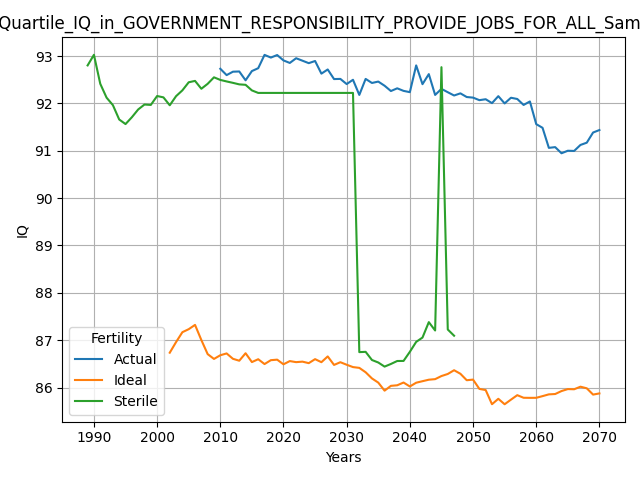 Quartile_IQ_in_GOVERNMENT_RESPONSIBILITY_PROVIDE_JOBS_FOR_ALL_Sam
93
92
91
90
89
88
87
86
IQ
Fertility
Actual
Ideal
Sterile
1990 2000 2010 2020 2030 2040 2050 2060 2070
Years